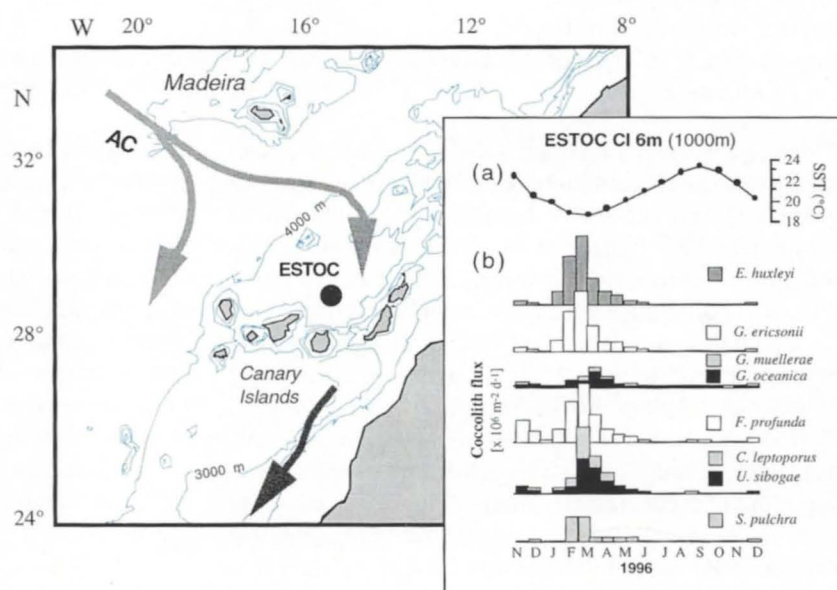 W 20° 16° 12° 8°
N
32°
28°
24°
Madeira
AC
4000 m
ESTOC
Canary
Islands
3000 m
ESTOC CI 6m (1000m)
(a)
24
22
20
18
SST (°C)
(b)
E. huxleyi
G. ericsonii
G. muellerae
G. oceanica
F. profunda
C. leptoporus
U. sibogae
S. pulchra
Coccolith flux
[x 10⁶ m⁻² d⁻¹]
N D J F M A M J J A S O N D
1996